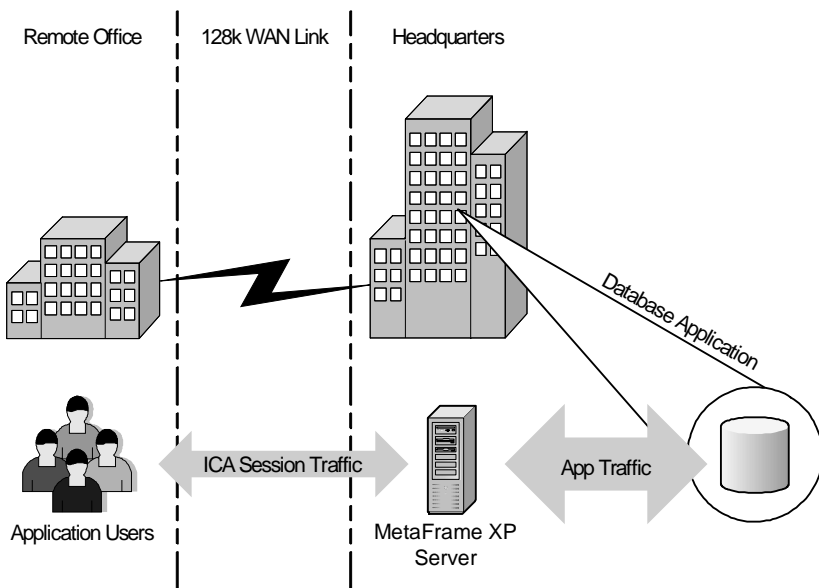 Remote Office
128k WAN Link
Headquarters
Database Application
ICA Session Traffic
App Traffic
Application Users
MetaFrame XP
Server